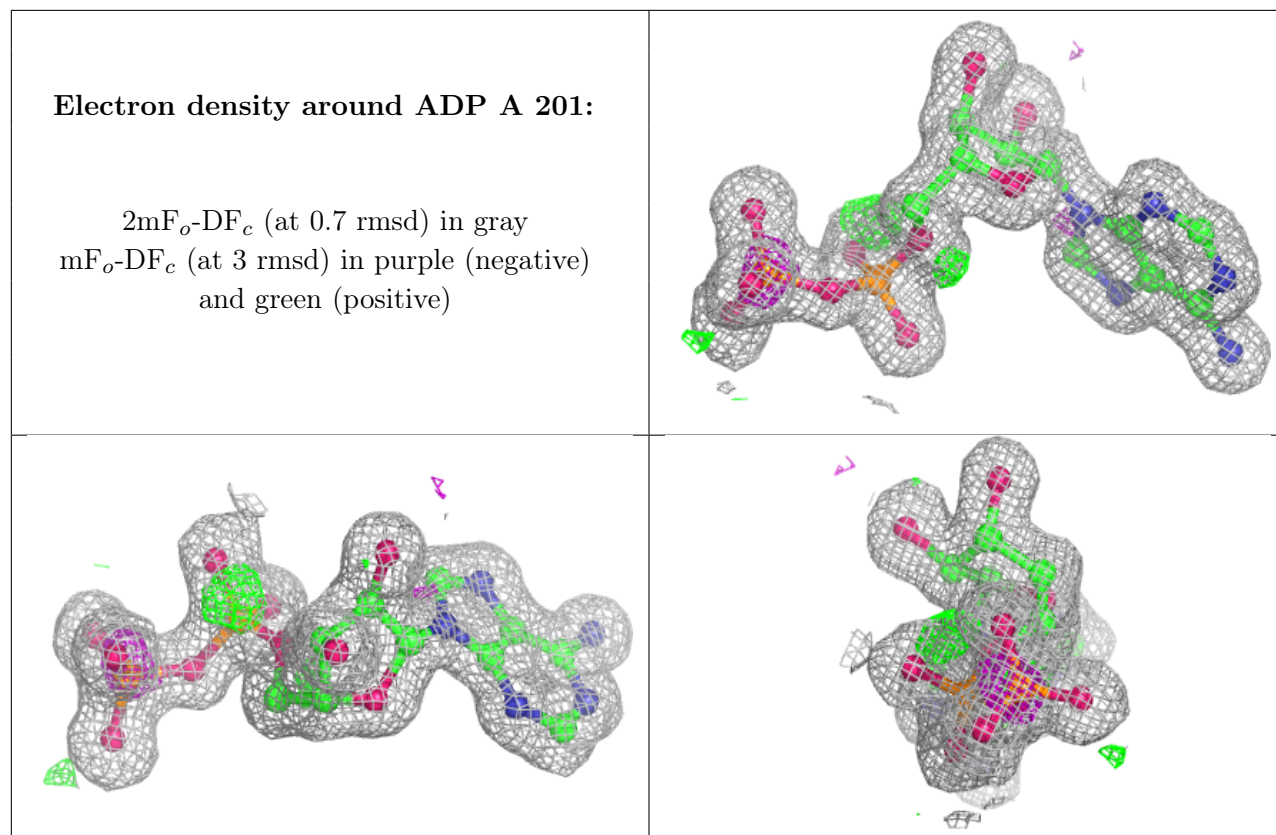 Electron density around ADP A 201:
2mFₒ-DF𝒸 (at 0.7 rmsd) in gray
mFₒ-DF𝒸 (at 3 rmsd) in purple (negative)
and green (positive)